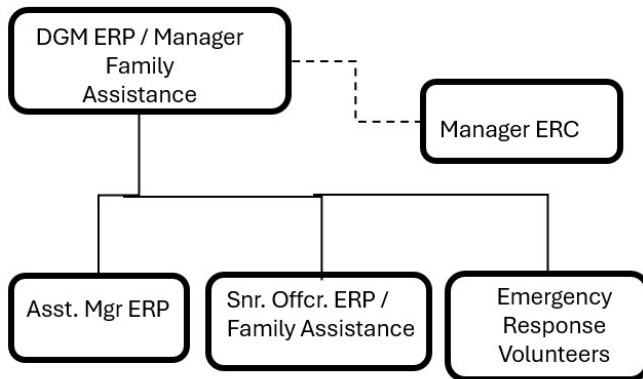 DGM ERP / Manager
Family
Assistance
Manager ERC
Asst. Mgr ERP
Snr. Offcr. ERP /
Family Assistance
Emergency
Response
Volunteers